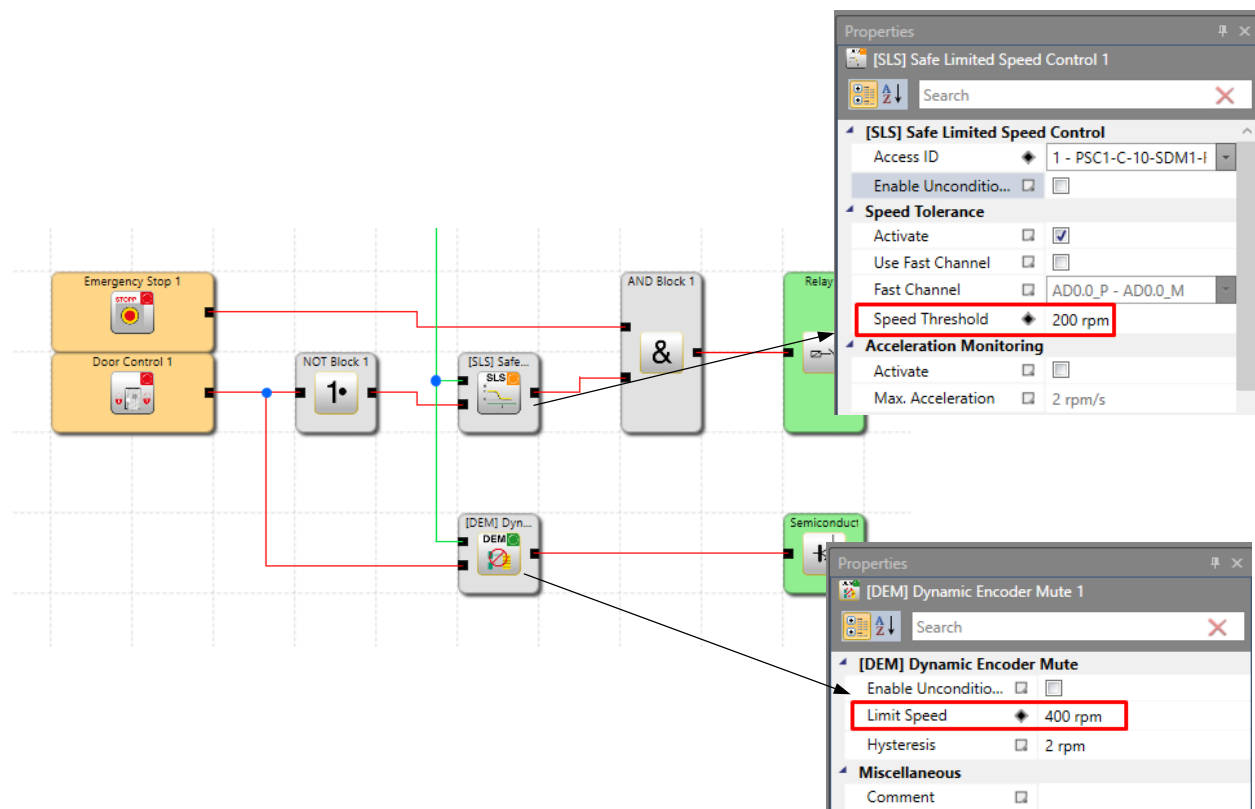 Properties
[SLS] Safe Limited Speed Control 1
Search
[SLS] Safe Limited Speed Control
Access ID
1 - PSC1-C-10-SDM1-F
Enable Unconditio...
Speed Tolerance
Activate
Use Fast Channel
Fast Channel
AD0.0_P - AD0.0_M
Speed Threshold
200 rpm
Acceleration Monitoring
Activate
Max. Acceleration
2 rpm/s
Emergency Stop 1
STOPP
AND Block 1
Relay
&
Door Control 1
NOT Block 1
1
[SLS] Safe...
SLS
[DEM] Dyn...
DEM
Semiconduct
Properties
[DEM] Dynamic Encoder Mute 1
Search
[DEM] Dynamic Encoder Mute
Enable Unconditio...
Limit Speed
400 rpm
Hysteresis
2 rpm
Miscellaneous
Comment